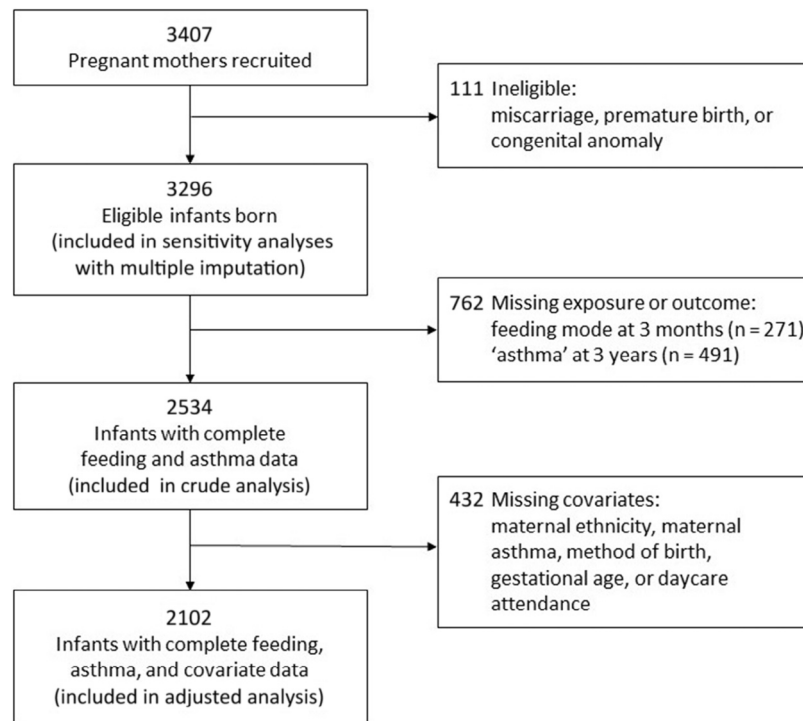 3407
Pregnant mothers recruited
111 Ineligible:
miscarriage, premature birth, or
congenital anomaly
3296
Eligible infants born
(included in sensitivity analyses
with multiple imputation)
762 Missing exposure or outcome:
feeding mode at 3 months (n = 271)
‘asthma’ at 3 years (n = 491)
2534
Infants with complete
feeding and asthma data
(included in crude analysis)
432 Missing covariates:
maternal ethnicity, maternal
asthma, method of birth,
gestational age, or daycare
attendance
2102
Infants with complete feeding,
asthma, and covariate data
(included in adjusted analysis)